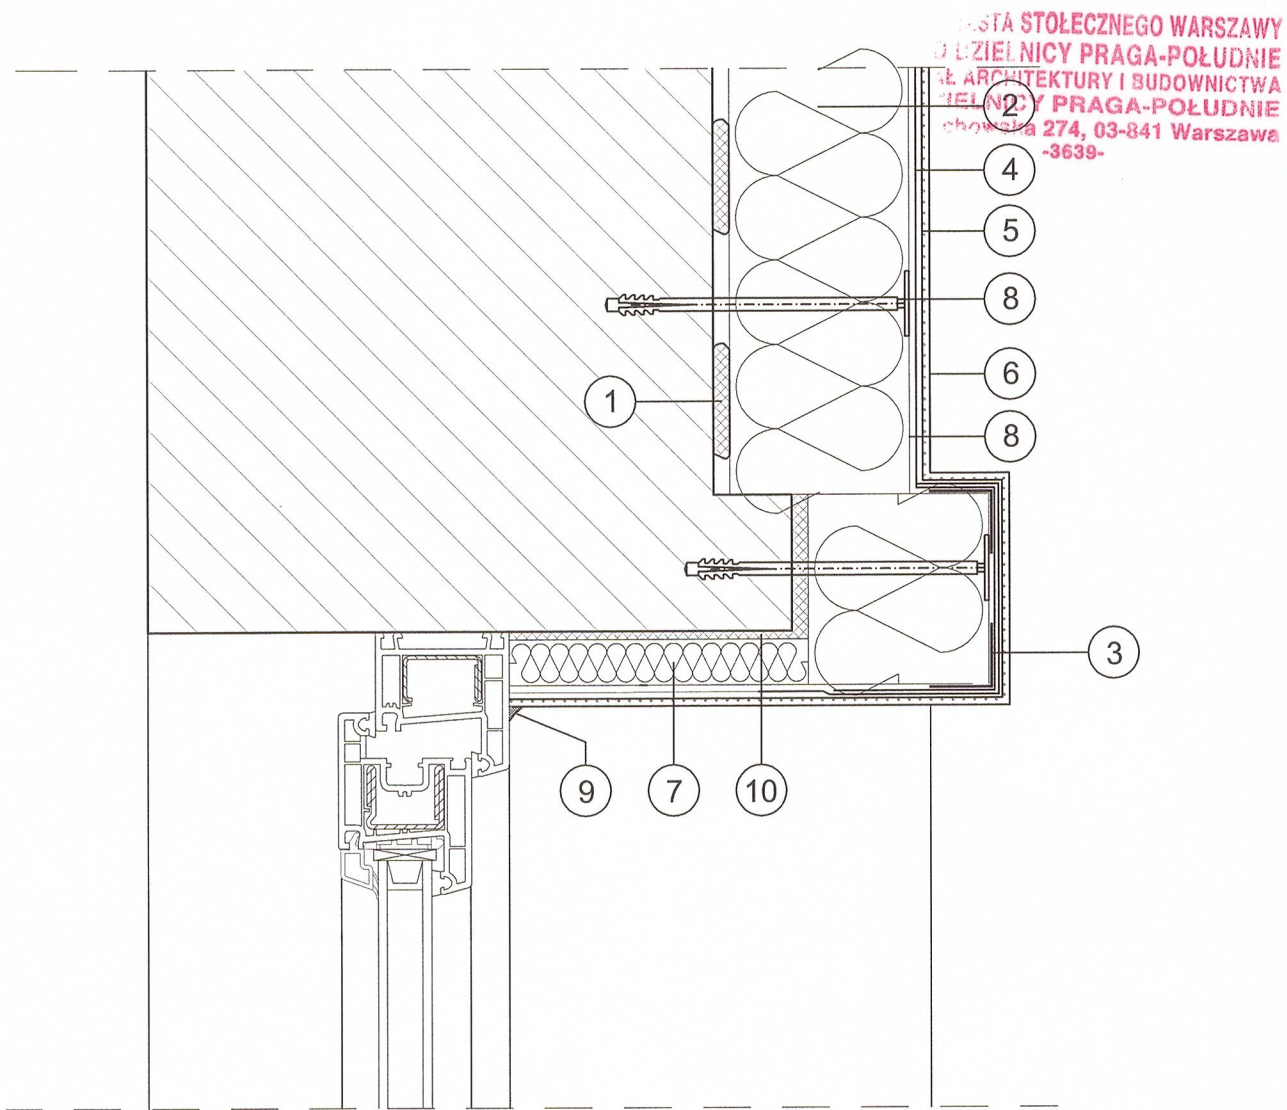 STA STOŁECZNEGO WARSZAWY
DZIELNICY PRAGA-POŁUDNIE
ARCHITEKTURY I BUDOWNICTWA
PRAGA-POŁUDNIE
274, 03-841 Warszawa
-3639-
2
4
5
8
6
1
8
3
9
7
10